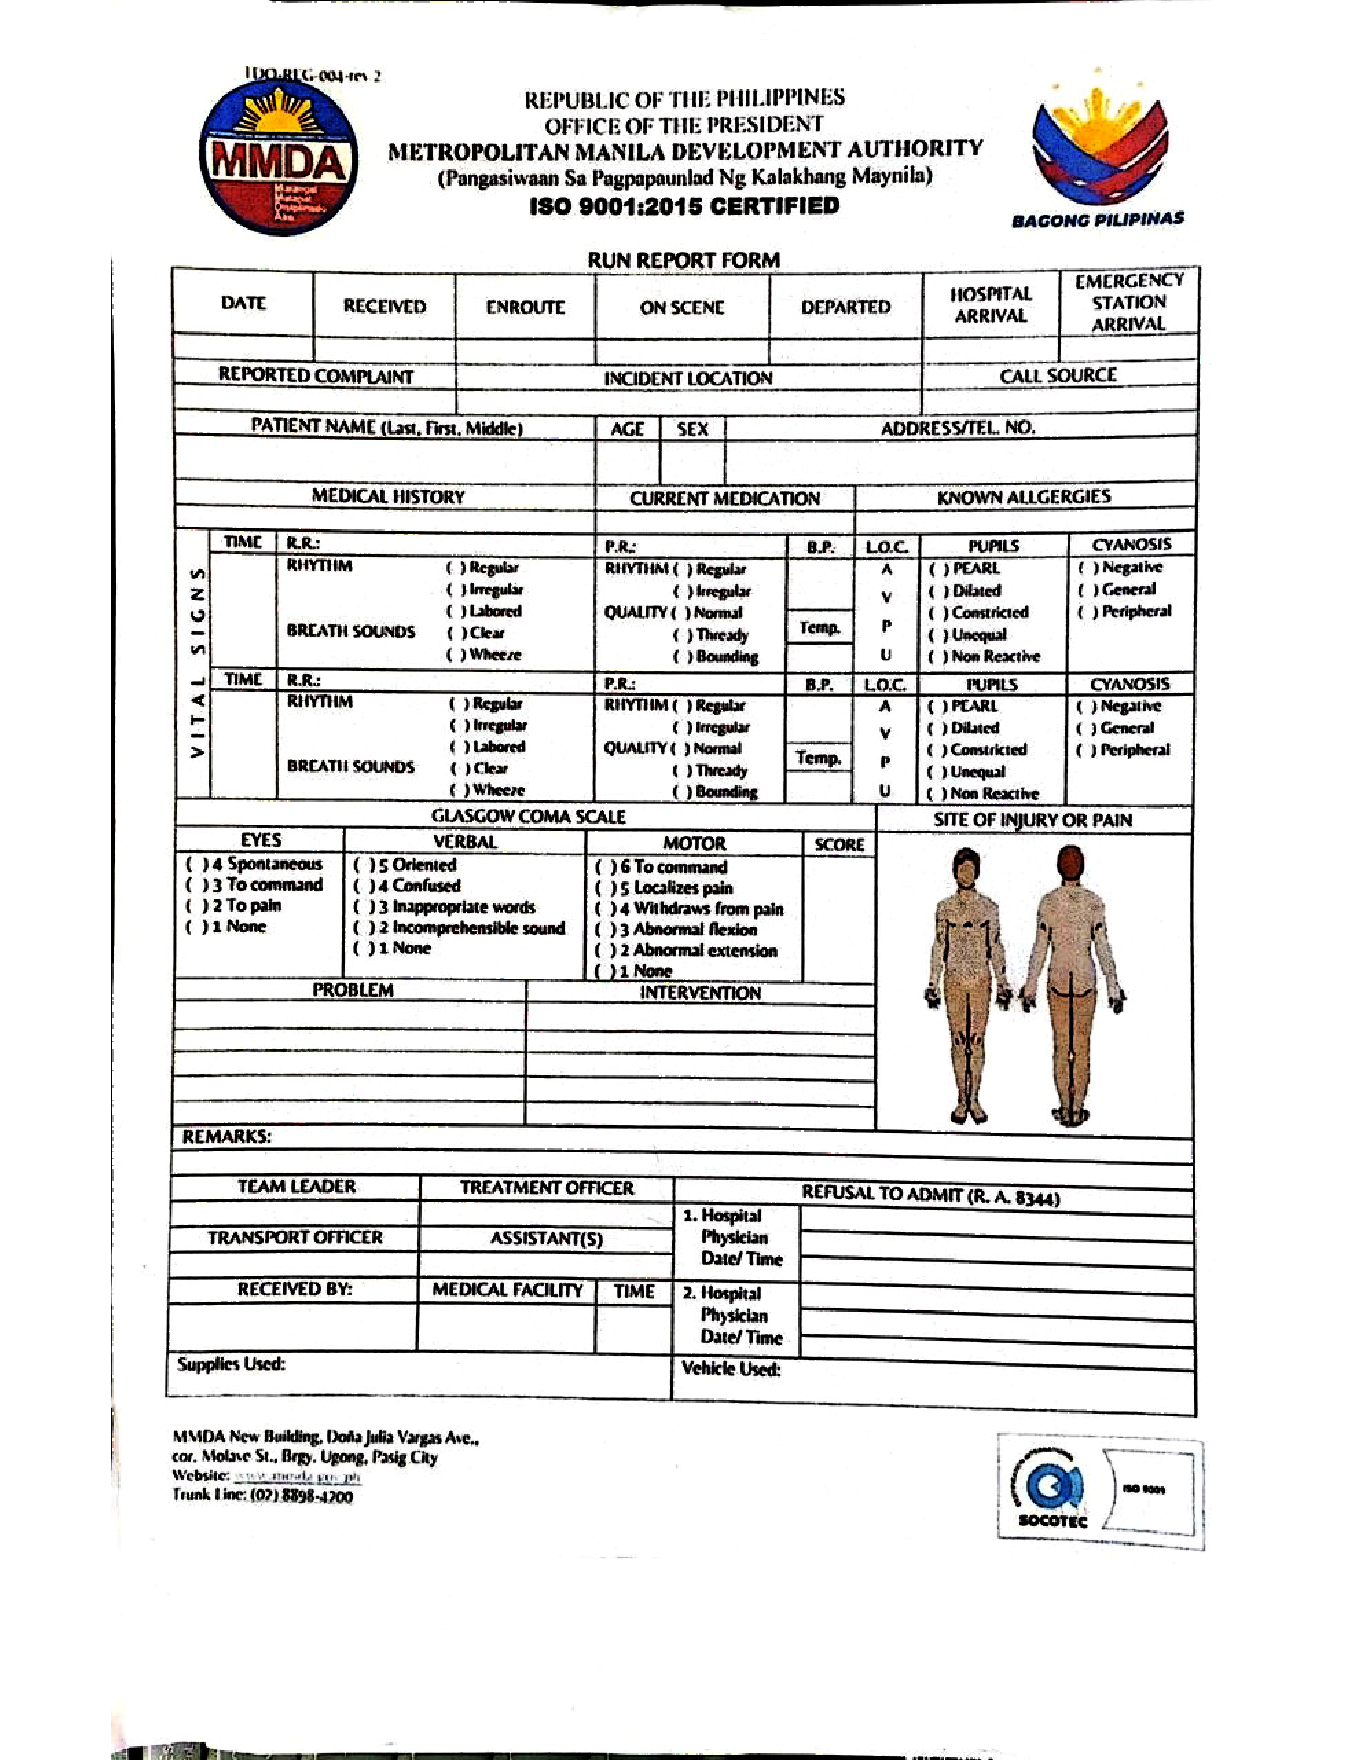 REPUBLIC OF THE PHILIPPINES
OFFICE OF THE PRESIDENT
METROPOLITAN MANILA DEVELOPMENT AUTHORITY
(Pangasiwaan Sa Pagpapaunlad Ng Kalakhang Maynila)
ISO 9001:2015 CERTIFIED
MMDA
BAGONG PILIPINAS
RUN REPORT FORM
DATE RECEIVED ENROUTE ON SCENE DEPARTED HOSPITAL ARRIVAL EMERGENCY STATION ARRIVAL
REPORTED COMPLAINT INCIDENT LOCATION CALL SOURCE
PATIENT NAME (Last, First, Middle) AGE SEX ADDRESS/TEL. NO.
MEDICAL HISTORY CURRENT MEDICATION KNOWN ALLGERGIES
VITAL SIGNS
TIME R.R.: P.R.: B.P. L.O.C. PUPILS CYANOSIS
RHYTHM ( ) Regular RHYTHM ( ) Regular A ( ) PEARL ( ) Negative
( ) Irregular ( ) Irregular V ( ) Dilated ( ) General
( ) Labored QUALITY ( ) Normal P ( ) Constricted ( ) Peripheral
BREATH SOUNDS ( ) Clear ( ) Thready Temp. ( ) Unequal
( ) Wheeze ( ) Bounding U ( ) Non Reactive
TIME R.R.: P.R.: B.P. L.O.C. PUPILS CYANOSIS
RHYTHM ( ) Regular RHYTHM ( ) Regular A ( ) PEARL ( ) Negative
( ) Irregular ( ) Irregular V ( ) Dilated ( ) General
( ) Labored QUALITY ( ) Normal P ( ) Constricted ( ) Peripheral
BREATH SOUNDS ( ) Clear ( ) Thready Temp. ( ) Unequal
( ) Wheeze ( ) Bounding U ( ) Non Reactive
GLASGOW COMA SCALE SITE OF INJURY OR PAIN
EYES VERBAL MOTOR SCORE
( ) 4 Spontaneous ( ) 5 Oriented ( ) 6 To command
( ) 3 To command ( ) 4 Confused ( ) 5 Localizes pain
( ) 2 To pain ( ) 3 Inappropriate words ( ) 4 Withdraws from pain
( ) 1 None ( ) 2 Incomprehensible sound ( ) 3 Abnormal flexion
( ) 1 None ( ) 2 Abnormal extension
( ) 1 None
PROBLEM INTERVENTION
REMARKS:
TEAM LEADER TREATMENT OFFICER REFUSAL TO ADMIT (R. A. 8344)
1. Hospital
TRANSPORT OFFICER ASSISTANT(S) Physician
Date/ Time
RECEIVED BY: MEDICAL FACILITY TIME 2. Hospital
Physician
Date/ Time
Supplies Used: Vehicle Used:
MMDA New Building, Doña Julia Vargas Ave.,
cor. Molave St., Brgy. Ugong, Pasig City
Website: www.mmda.gov.ph
Trunk Line: (02) 8898-4200
SOCOTEC
ISO 9001